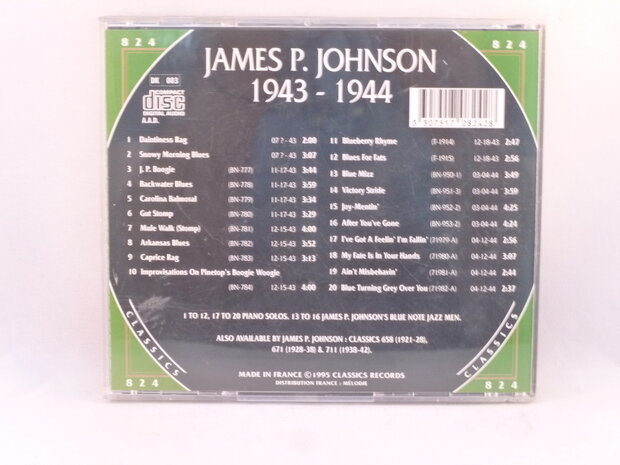 824
824
JAMES P. JOHNSON
1943 - 1944
DK 083
COMPACT
disc
DIGITAL AUDIO
A.A.D.
3 307517 082428
1 Daintiness Rag 07 ? - 43 2:00
2 Snowy Morning Blues 07 ? - 43 3:07
3 J. P. Boogie (BN-777) 11-17-43 3:44
4 Backwater Blues (BN-778) 11-17-43 3:59
5 Carolina Balmoral (BN-779) 11-17-43 3:34
6 Gut Stomp (BN-780) 11-17-43 3:29
7 Mule Walk (Stomp) (BN-781) 12-15-43 4:00
8 Arkansas Blues (BN-782) 12-15-43 3:52
9 Caprice Rag (BN-783) 12-15-43 3:13
10 Improvisations On Pinetop's Boogie Woogie
(BN-784) 12-15-43 4:00
11 Blueberry Rhyme (T-1914) 12-18-43 2:47
12 Blues For Fats (T-1915) 12-18-43 2:56
13 Blue Mizz (BN-950-1) 03-04-44 3:49
14 Victory Stride (BN-951-3) 03-04-44 3:59
15 Joy-Mentin' (BN-952-2) 03-04-44 4:25
16 After You've Gone (BN-953-2) 03-04-44 4:24
17 I've Got A Feelin' I'm Fallin' (71979-A) 04-12-44 2:56
18 My Fate Is In Your Hands (71980-A) 04-12-44 3:07
19 Ain't Misbehavin' (71981-A) 04-12-44 2:44
20 Blue Turning Grey Over You (71982-A) 04-12-44 2:37
1 TO 12, 17 TO 20 PIANO SOLOS. 13 TO 16 JAMES P. JOHNSON'S BLUE NOTE JAZZ MEN.
ALSO AVAILABLE BY JAMES P. JOHNSON : CLASSICS 658 (1921-28),
671 (1928-38) & 711 (1938-42).
MADE IN FRANCE ©1995 CLASSICS RECORDS
DISTRIBUTION FRANCE - MÉLODIE
CLASSICS
CLASSICS
824
824